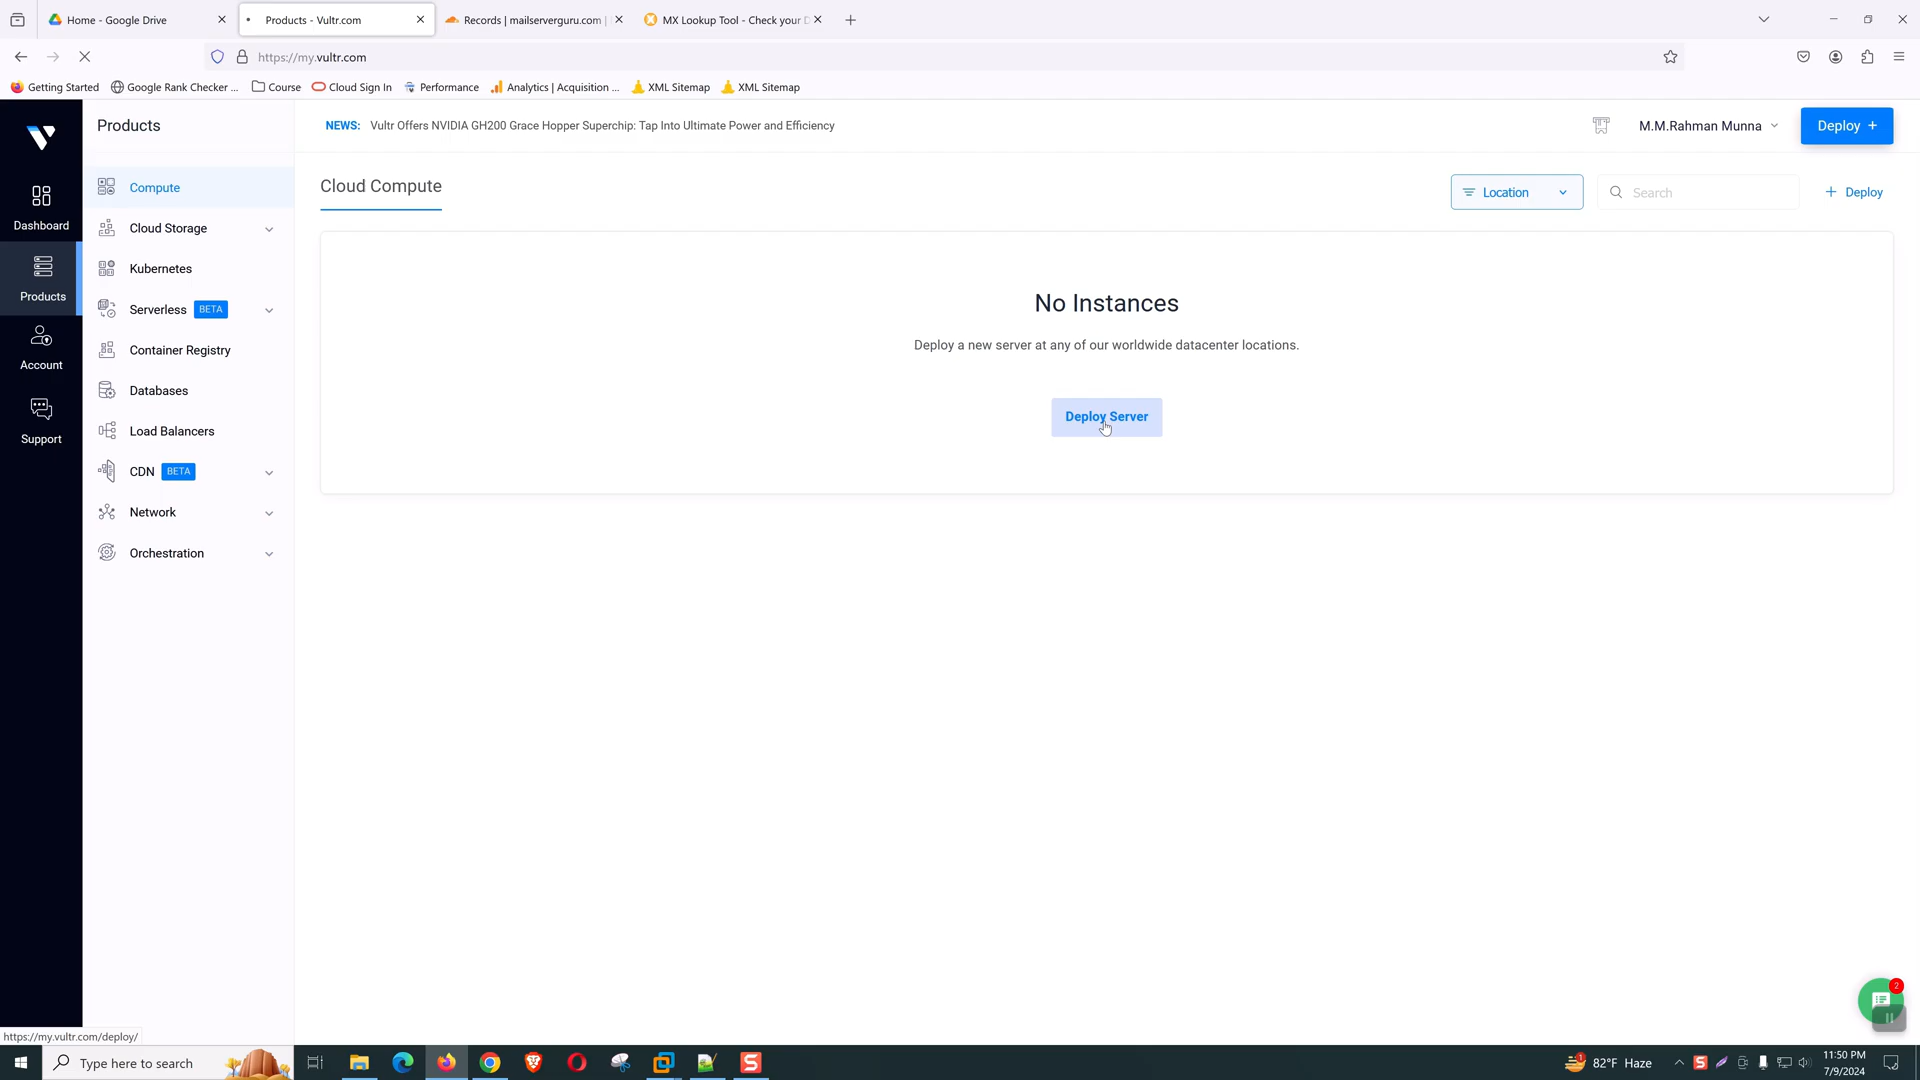 Home - Google Drive
Products - Vultr.com
Records | mailserverguru.com |
MX Lookup Tool - Check your D
https://my.vultr.com
Getting Started
Google Rank Checker ...
Course
Cloud Sign In
Performance
Analytics | Acquisition ...
XML Sitemap
XML Sitemap
Products
NEWS: Vultr Offers NVIDIA GH200 Grace Hopper Superchip: Tap Into Ultimate Power and Efficiency
M.M.Rahman Munna
Deploy +
Dashboard
Products
Account
Support
Compute
Cloud Storage
Kubernetes
Serverless BETA
Container Registry
Databases
Load Balancers
CDN BETA
Network
Orchestration
Cloud Compute
Location
Search
+ Deploy
No Instances
Deploy a new server at any of our worldwide datacenter locations.
Deploy Server
2
https://my.vultr.com/deploy/
Type here to search
1
82°F Haze
11:50 PM
7/9/2024